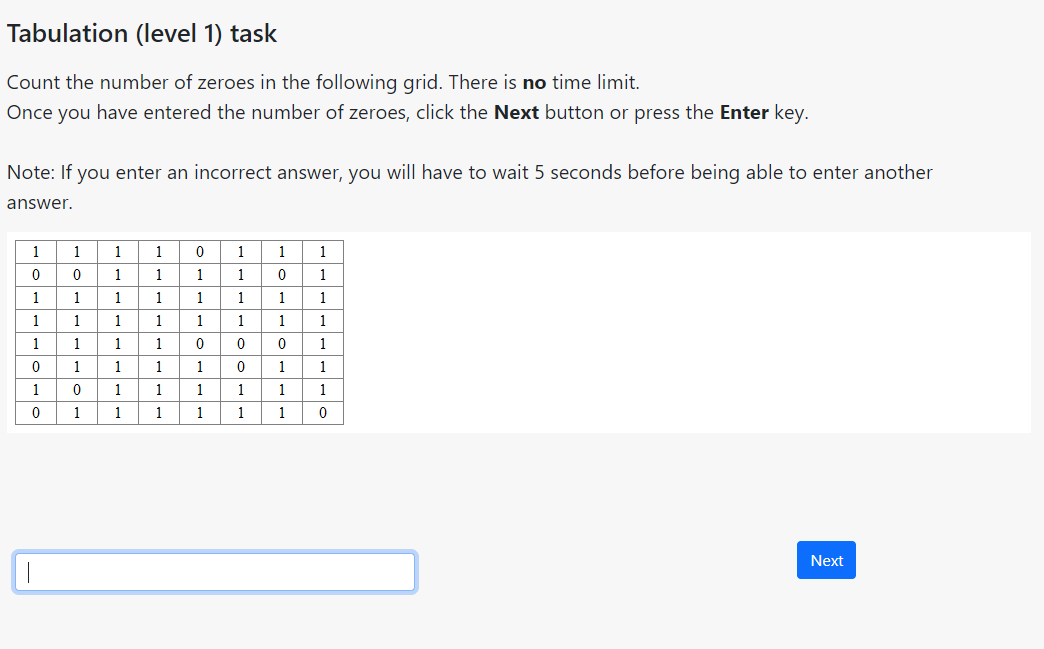 Tabulation (level 1) task
Count the number of zeroes in the following grid. There is no time limit.
Once you have entered the number of zeroes, click the Next button or press the Enter key.
Note: If you enter an incorrect answer, you will have to wait 5 seconds before being able to enter another
answer.
1 1 1 1 0 1 1 1
0 0 1 1 1 1 0 1
1 1 1 1 1 1 1 1
1 1 1 1 1 1 1 1
1 1 1 1 0 0 0 1
0 1 1 1 1 0 1 1
1 0 1 1 1 1 1 1
0 1 1 1 1 1 1 0
Next